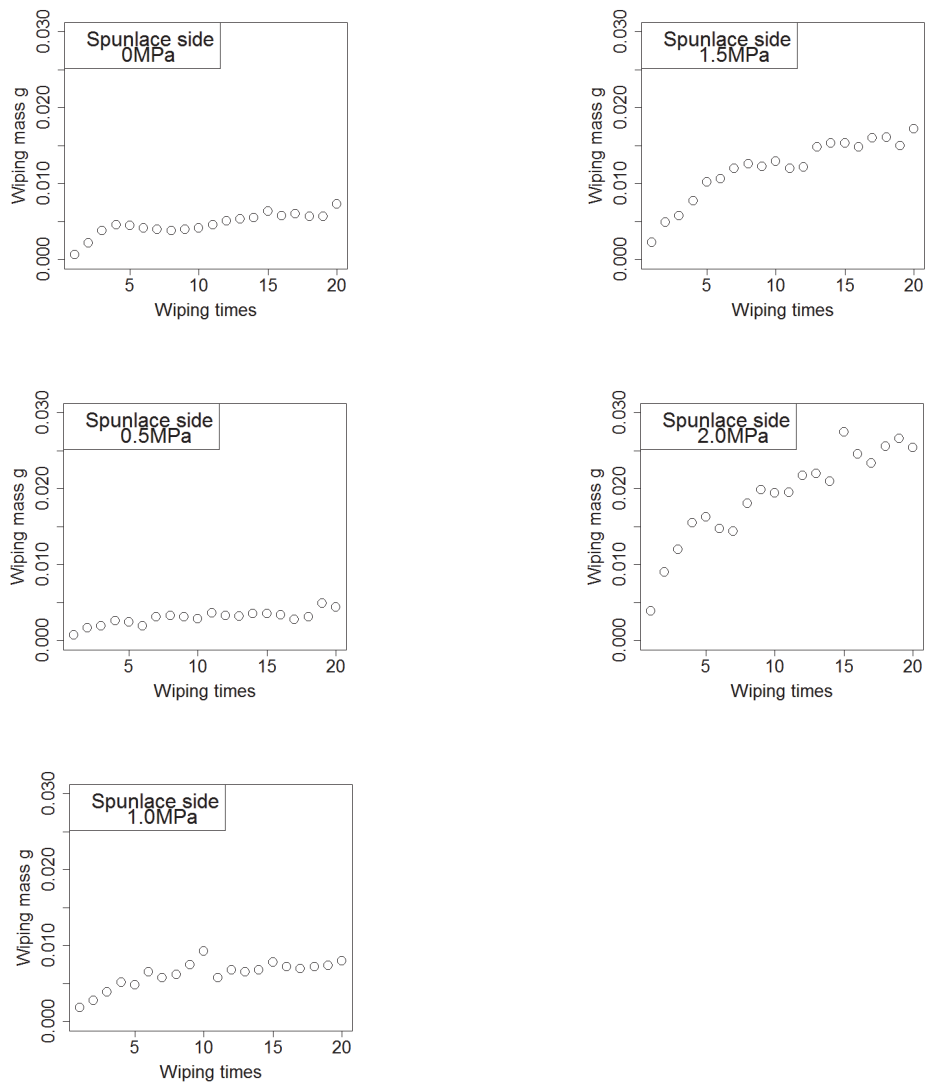 Spunlace side
0MPa
Wiping mass g
0.030
0.020
0.010
0.000
5 10 15 20
Wiping times
Spunlace side
1.5MPa
Wiping mass g
0.030
0.020
0.010
0.000
5 10 15 20
Wiping times
Spunlace side
0.5MPa
Wiping mass g
0.030
0.020
0.010
0.000
5 10 15 20
Wiping times
Spunlace side
2.0MPa
Wiping mass g
0.030
0.020
0.010
0.000
5 10 15 20
Wiping times
Spunlace side
1.0MPa
Wiping mass g
0.030
0.020
0.010
0.000
5 10 15 20
Wiping times